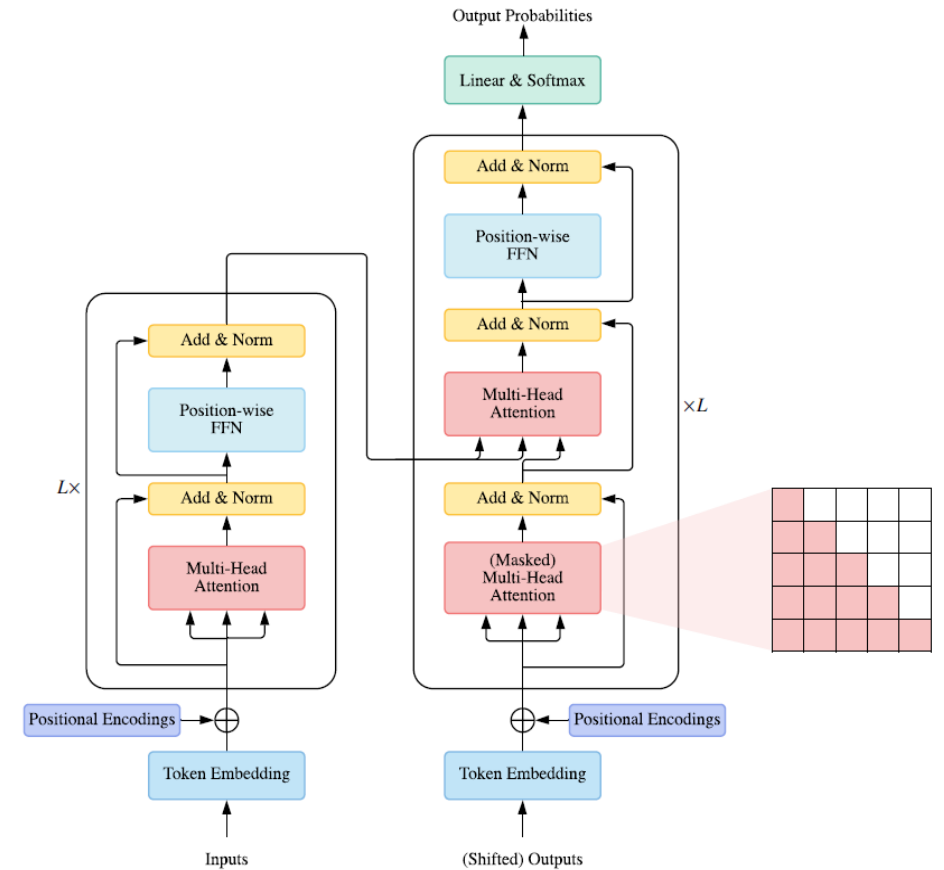 Output Probabilities
Linear & Softmax
Add & Norm
Position-wise
FFN
Add & Norm
Multi-Head
Attention
×L
Add & Norm
(Masked)
Multi-Head
Attention
Positional Encodings
Token Embedding
(Shifted) Outputs
Add & Norm
Position-wise
FFN
L×
Add & Norm
Multi-Head
Attention
Positional Encodings
Token Embedding
Inputs